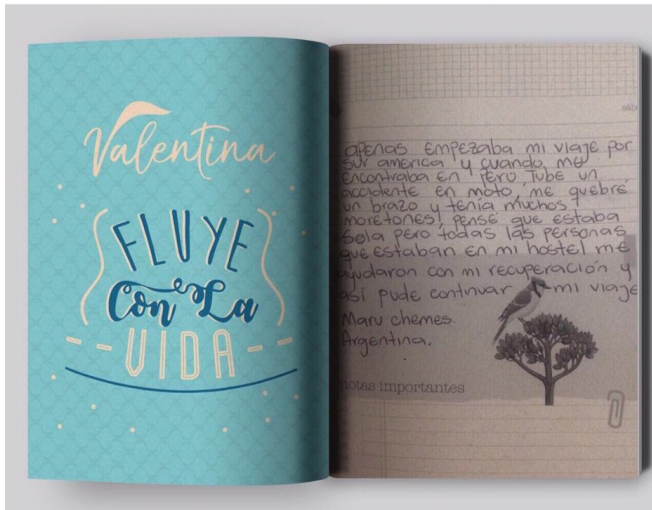 Valentina
FLUYE
Con La
VIDA
apenas EMPEZABA mi viaje por
sur america y cuando me
encontraba en Peru Tube un
accidente en moto, me quebré
un brazo y tenia muchos
moretones! pensé que estaba
Sola pero todas las personas
que estaban en mi hostel me
ayudaron con mi recuperación y
asi pude continuar mi viaje
Maru chemes
Argentina.
notas importantes